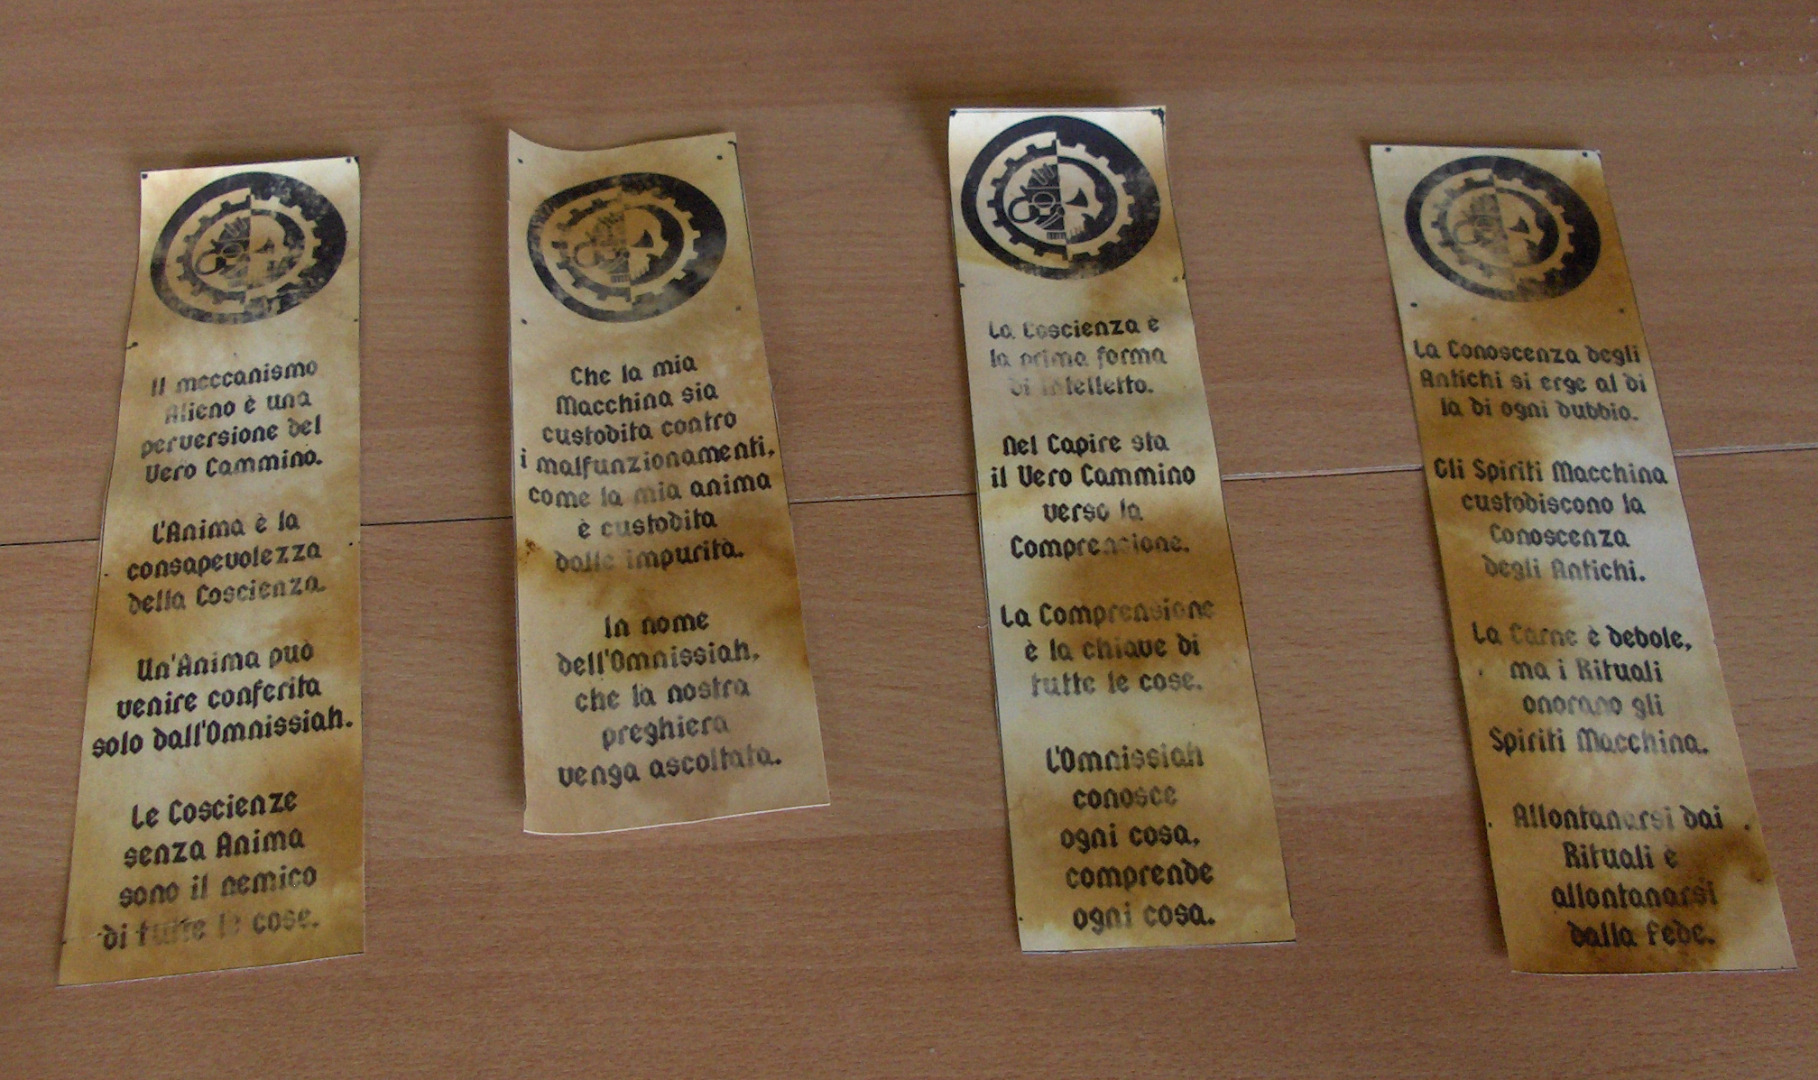 Il meccanismo
Alieno è una
perversione del
Vero Cammino.
L'Anima è la
consapevolezza
della Coscienza.
Un'Anima può
venire conferita
solo dall'Omnissiah.
Le Coscienze
senza Anima
sono il nemico
di tutte le cose.
Che la mia
Macchina sia
custodita contro
i malfunzionamenti,
come la mia anima
è custodita
dalle impurità.
In nome
dell'Omnissiah,
che la nostra
preghiera
venga ascoltata.
La Coscienza è
la prima forma
di Intelletto.
Nel Capire sta
il Vero Cammino
verso la
Comprensione.
La Comprensione
è la chiave di
tutte le cose.
L'Omnissiah
conosce
ogni cosa,
comprende
ogni cosa.
La Conoscenza degli
Antichi si erge al di
la di ogni dubbio.
Gli Spiriti Macchina
custodiscono la
Conoscenza
degli Antichi.
La Carne è debole,
ma i Rituali
onorano gli
Spiriti Macchina.
Allontanarsi dai
Rituali è
allontanarsi
dalla Fede.